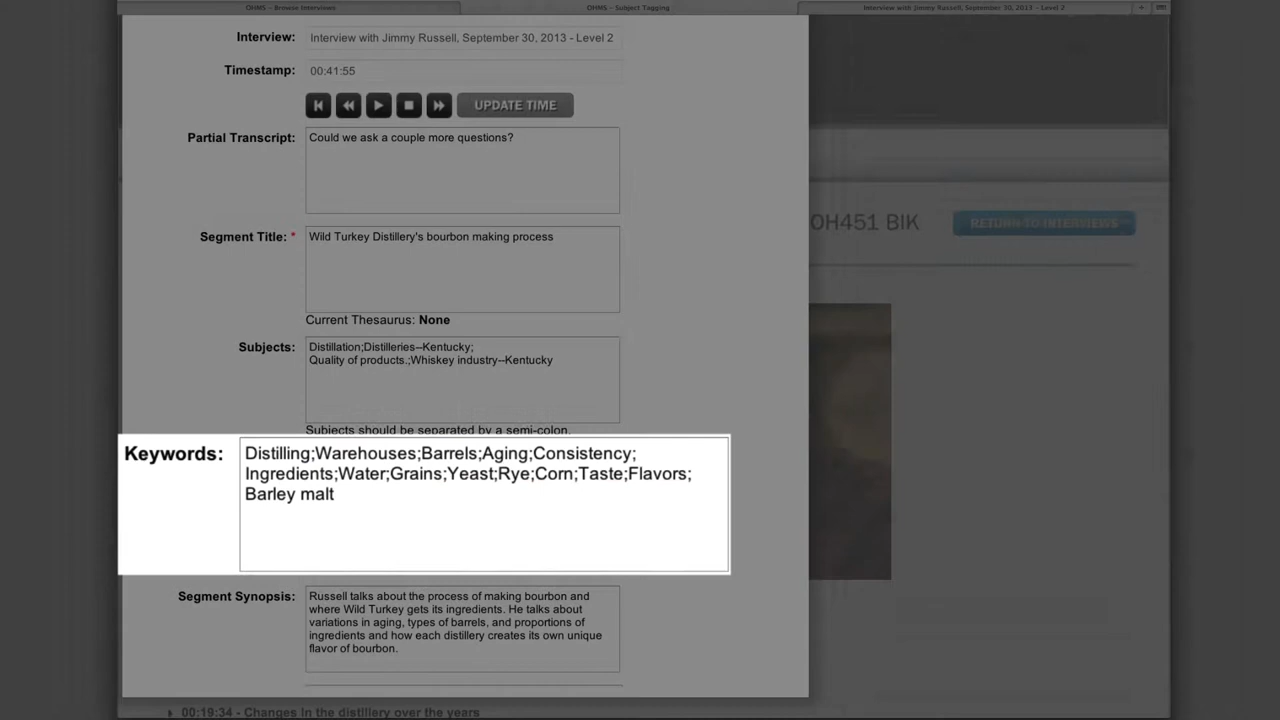 OHMS – Browse Interviews
OHMS – Subject Tagging
Interview with Jimmy Russell, September 30, 2013 – Level 2
+
Interview: Interview with Jimmy Russell, September 30, 2013 - Level 2
Timestamp: 00:41:55
UPDATE TIME
Partial Transcript: Could we ask a couple more questions?
OH451 BIK
RETURN TO INTERVIEWS
Segment Title: * Wild Turkey Distillery's bourbon making process
Current Thesaurus: None
Subjects: Distillation;Distilleries--Kentucky;
Quality of products.;Whiskey industry--Kentucky
Subjects should be separated by a semi-colon.
Keywords: Distilling;Warehouses;Barrels;Aging;Consistency;
Ingredients;Water;Grains;Yeast;Rye;Corn;Taste;Flavors;
Barley malt
Segment Synopsis: Russell talks about the process of making bourbon and
where Wild Turkey gets its ingredients. He talks about
variations in aging, types of barrels, and proportions of
ingredients and how each distillery creates its own unique
flavor of bourbon.
00:19:34 - Changes in the distillery over the years